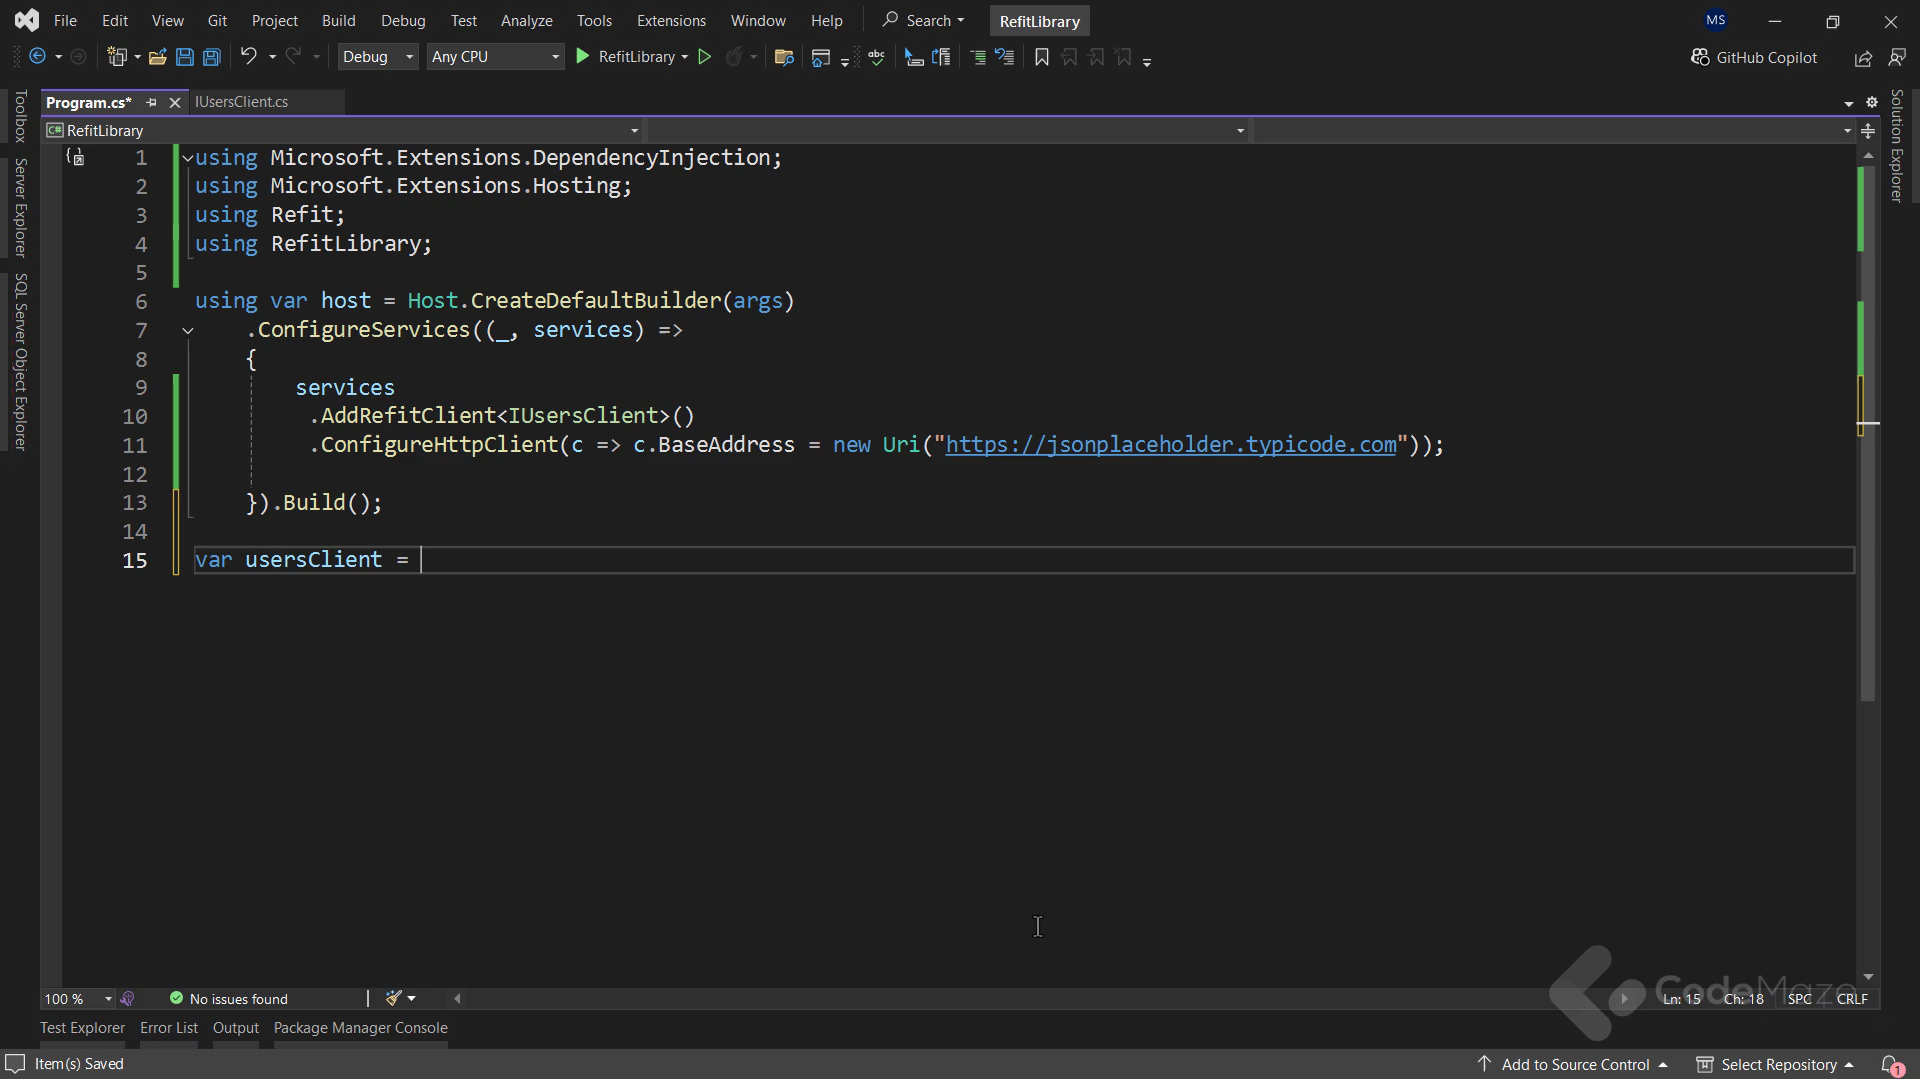 File Edit View Git Project Build Debug Test Analyze Tools Extensions Window Help Search RefitLibrary MS
Debug Any CPU RefitLibrary GitHub Copilot
Program.cs* IUsersClient.cs
C# RefitLibrary
Toolbox
Server Explorer
SQL Server Object Explorer
Solution Explorer
1 using Microsoft.Extensions.DependencyInjection;
2 using Microsoft.Extensions.Hosting;
3 using Refit;
4 using RefitLibrary;
5
6 using var host = Host.CreateDefaultBuilder(args)
7 .ConfigureServices((_, services) =>
8 {
9 services
10 .AddRefitClient<IUsersClient>()
11 .ConfigureHttpClient(c => c.BaseAddress = new Uri("https://jsonplaceholder.typicode.com"));
12
13 }).Build();
14
15 var usersClient =
100 % No issues found Ln: 15 Ch: 18 SPC CRLF
CodeMaze
Test Explorer Error List Output Package Manager Console
Item(s) Saved Add to Source Control Select Repository 1